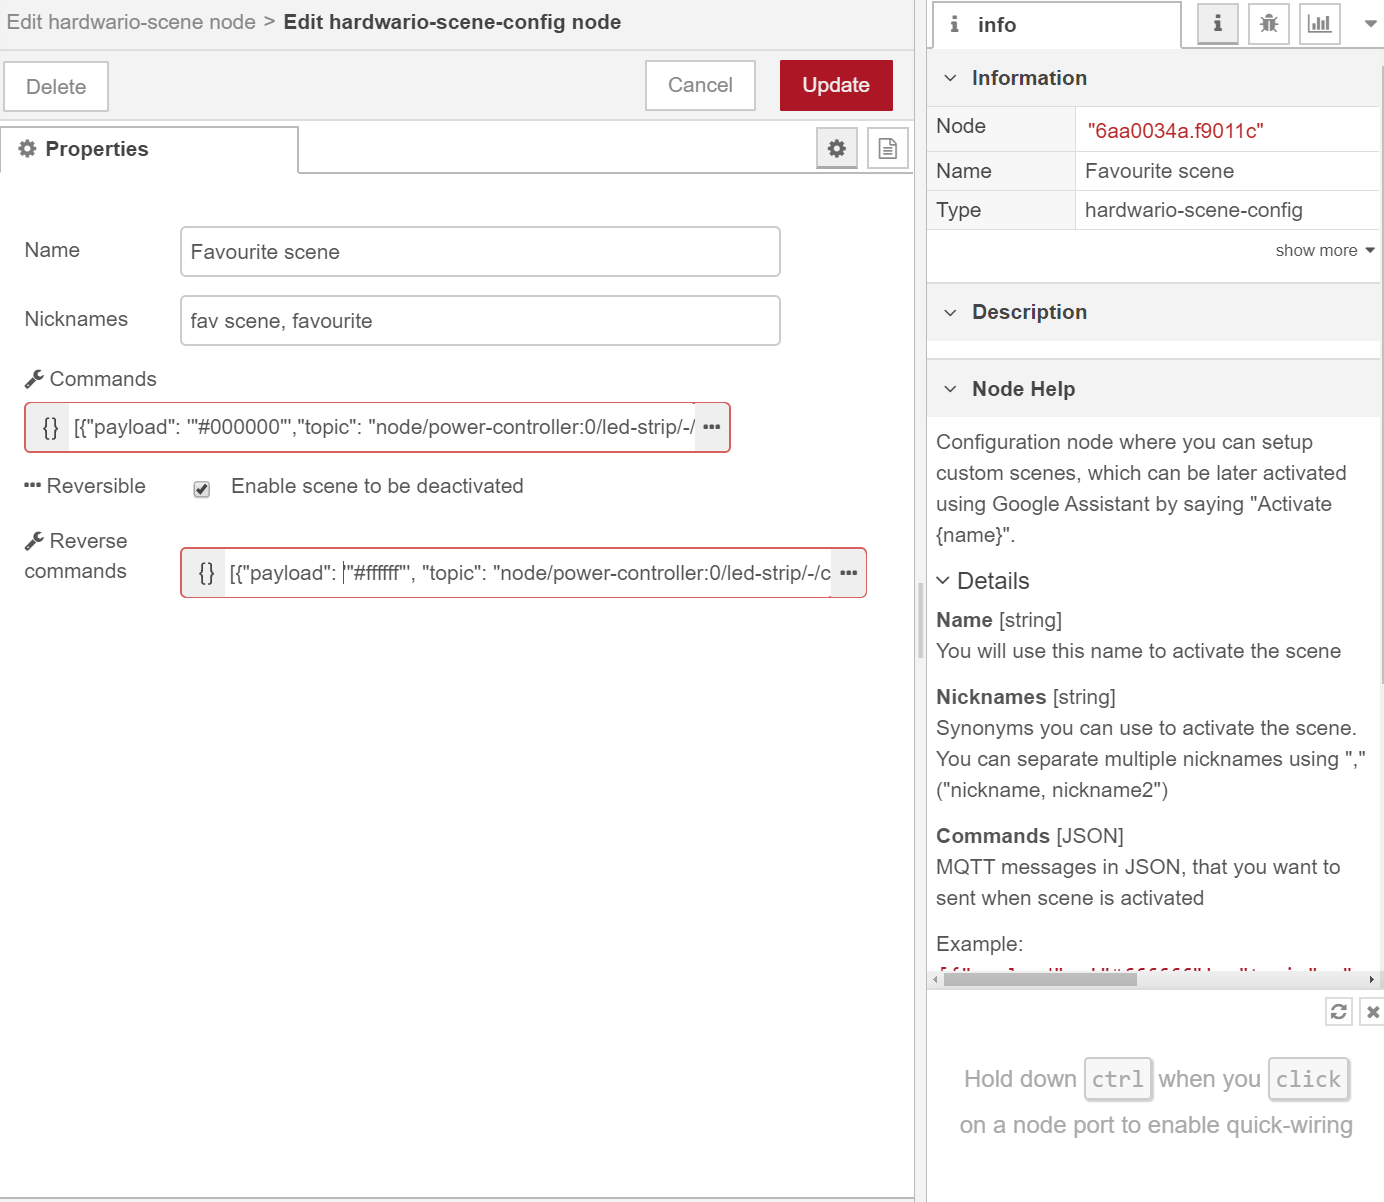 Edit hardwario-scene node > Edit hardwario-scene-config node
Delete
Cancel
Update
Properties
Name
Favourite scene
Nicknames
fav scene, favourite
Commands
{} [{"payload": '"#000000"',"topic": "node/power-controller:0/led-strip/-/ ...
Reversible
Enable scene to be deactivated
Reverse
commands
{} [{"payload": '"#ffffff"', "topic": "node/power-controller:0/led-strip/-/c ...
i info
i
Information
Node "6aa0034a.f9011c"
Name Favourite scene
Type hardwario-scene-config
show more
Description
Node Help
Configuration node where you can setup
custom scenes, which can be later activated
using Google Assistant by saying "Activate
{name}".
Details
Name [string]
You will use this name to activate the scene
Nicknames [string]
Synonyms you can use to activate the scene.
You can separate multiple nicknames using ","
("nickname, nickname2")
Commands [JSON]
MQTT messages in JSON, that you want to
sent when scene is activated
Example:
Hold down ctrl when you click
on a node port to enable quick-wiring